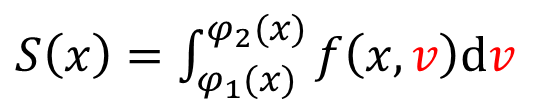 S(x) = ∫_{φ₁(x)}^{φ₂(x)} f(x, v)dv